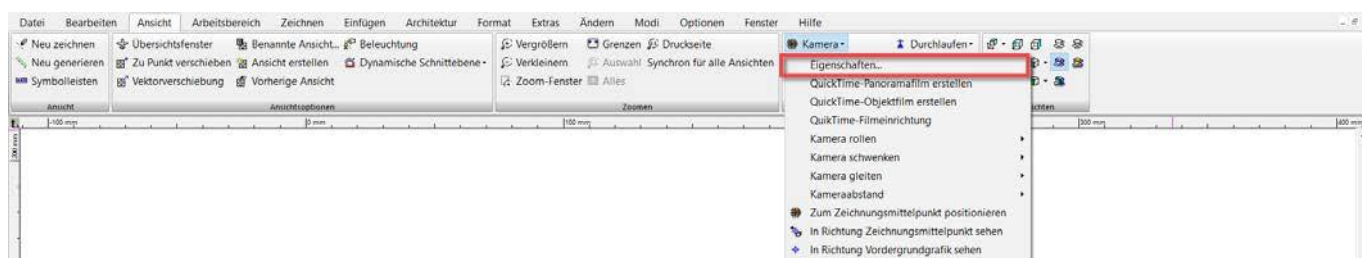 Datei Bearbeiten Ansicht Arbeitsbereich Zeichnen Einfügen Architektur Format Extras Ändern Modi Optionen Fenster Hilfe
Neu zeichnen Übersichtsfenster Benannte Ansicht... Beleuchtung Vergrößern Grenzen Druckseite Kamera Durchlaufen
Neu generieren Zu Punkt verschieben Ansicht erstellen Dynamische Schnittebene Verkleinern Auswahl Synchron für alle Ansichten Eigenschaften...
Symbolleisten Vektorverschiebung Vorherige Ansicht Zoom-Fenster Alles QuickTime-Panoramafilm erstellen
Ansicht Ansichtsoptionen Zoomen QuickTime-Objektfilm erstellen ichten
-100 mm 0 mm 100 mm QuikTime-Filmeinrichtung 200 mm 400 mm
Kamera rollen
200 mm
Kamera schwenken
Kamera gleiten
Kameraabstand
Zum Zeichnungsmittelpunkt positionieren
In Richtung Zeichnungsmittelpunkt sehen
In Richtung Vordergrundgrafik sehen